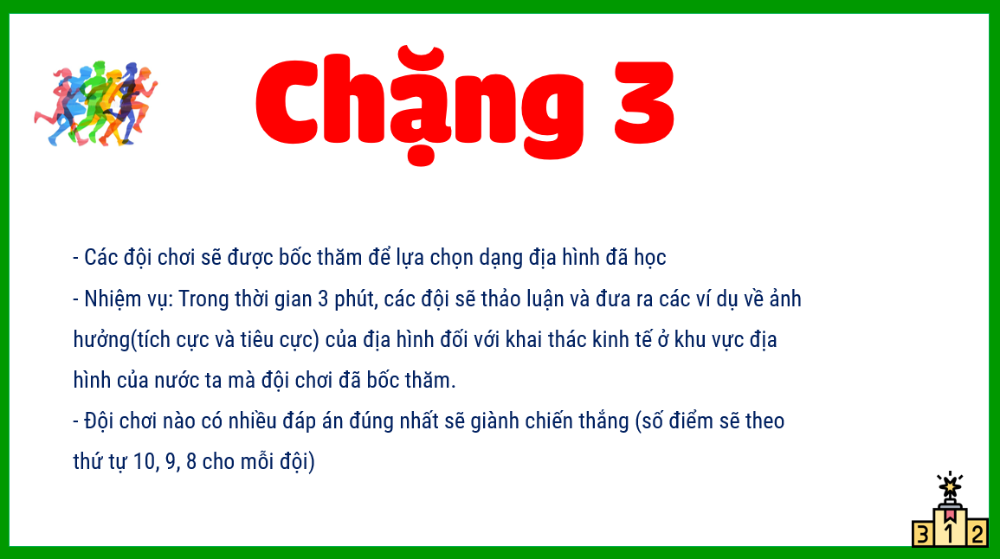 Chặng 3
- Các đội chơi sẽ được bốc thăm để lựa chọn dạng địa hình đã học
- Nhiệm vụ: Trong thời gian 3 phút, các đội sẽ thảo luận và đưa ra các ví dụ về ảnh
hưởng(tích cực và tiêu cực) của địa hình đối với khai thác kinh tế ở khu vực địa
hình của nước ta mà đội chơi đã bốc thăm.
- Đội chơi nào có nhiều đáp án đúng nhất sẽ giành chiến thắng (số điểm sẽ theo
thứ tự 10, 9, 8 cho mỗi đội)
3 1 2